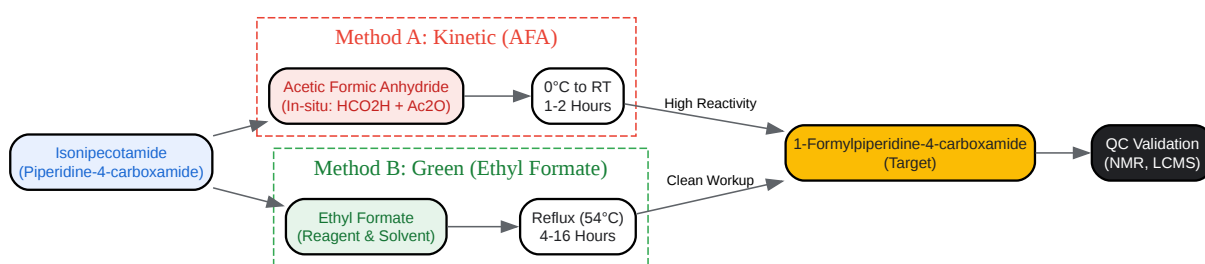 Isonipecotamide
(Piperidine-4-carboxamide)
Method A: Kinetic (AFA)
Acetic Formic Anhydride
(In-situ: HCO2H + Ac2O)
0°C to RT
1-2 Hours
High Reactivity
Method B: Green (Ethyl Formate)
Ethyl Formate
(Reagent & Solvent)
Reflux (54°C)
4-16 Hours
Clean Workup
1-Formylpiperidine-4-carboxamide
(Target)
QC Validation
(NMR, LCMS)